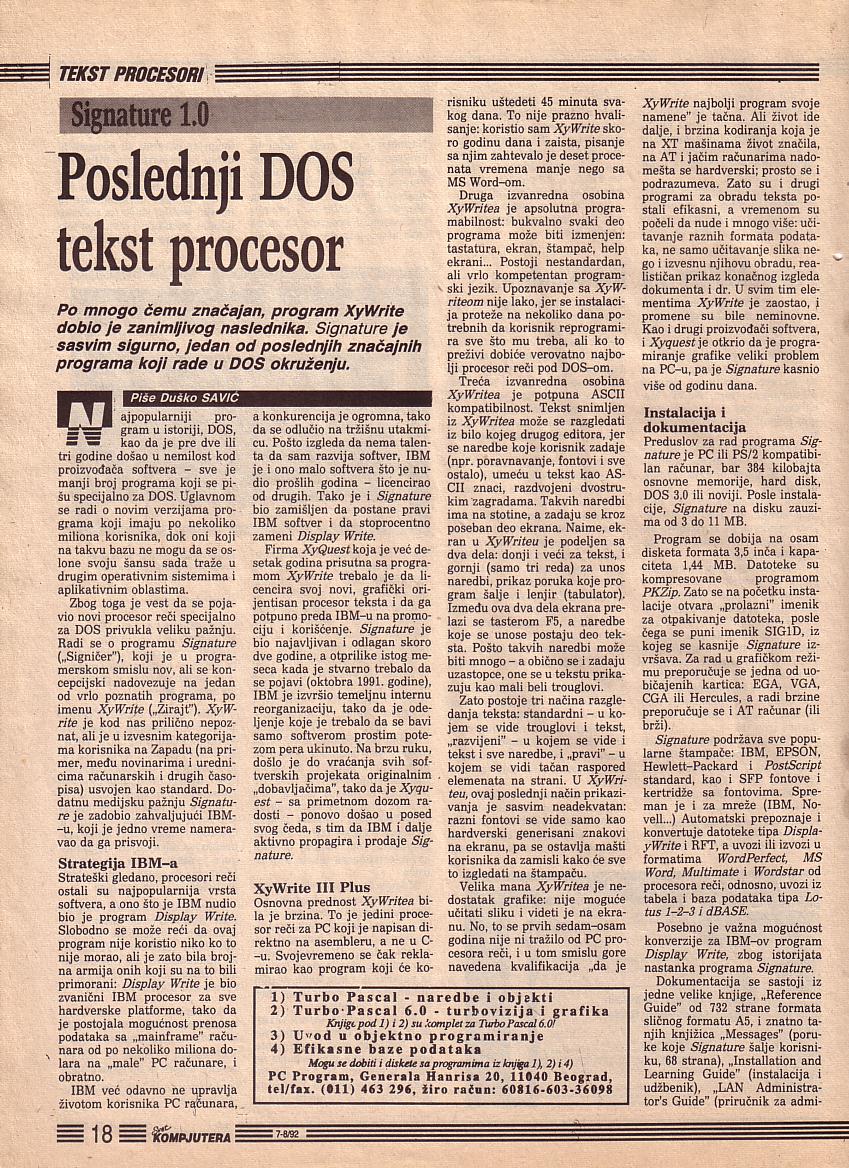 TEKST PROCESORI
Signature 1.0
Poslednji DOS
tekst procesor
Po mnogo čemu značajan, program XyWrite
dobio je zanimljivog naslednika. Signature je
sasvim sigurno, jedan od poslednjih značajnih
programa koji rade u DOS okruženju.
Piše Duško SAVIĆ
Najpopularniji pro-
gram u istoriji, DOS,
kao da je pre dve ili
tri godine došao u nemilost kod
proizvođača softvera – sve je
manji broj programa koji se pi-
šu specijalno za DOS. Uglavnom
se radi o novim verzijama pro-
grama koji imaju po nekoliko
miliona korisnika, dok oni koji
na takvu bazu ne mogu da se os-
lone svoju šansu sada traže u
drugim operativnim sistemima i
aplikativnim oblastima.
Zbog toga je vest da se poja-
vio novi procesor reči specijalno
za DOS privukla veliku pažnju.
Radi se o programu Signature
(„Signičer"), koji je u progra-
merskom smislu nov, ali se kon-
cepcijski nadovezuje na jedan
od vrlo poznatih programa, po
imenu XyWrite („Zirajt"). XyW-
rite je kod nas prilično nepoz-
nat, ali je u izvesnim kategorija-
ma korisnika na Zapadu (na pri-
mer, među novinarima i uredni-
cima računarskih i drugih časo-
pisa) usvojen kao standard. Do-
datnu medijsku pažnju Signatu-
re je zadobio zahvaljujući IBM-
–u, koji je jedno vreme namera-
vao da ga prisvoji.
Strategija IBM–a
Strateški gledano, procesori reči
ostali su najpopularnija vrsta
softvera, a ono što je IBM nudio
bio je program Display Write.
Slobodno se može reći da ovaj
program nije koristio niko ko to
nije morao, ali je zato bila broj-
na armija onih koji su na to bili
primorani: Display Write je bio
zvanični IBM procesor za sve
hardverske platforme, tako da
je postojala mogućnost prenosa
podataka sa „mainframe" raču-
nara od po nekoliko miliona do-
lara na „male" PC računare, i
obratno.
IBM već odavno ne upravlja
životom korisnika PC računara,
a konkurencija je ogromna, tako
da se odlučio na tržišnu utakmi-
cu. Pošto izgleda da nema talen-
ta da sam razvija softver, IBM
je i ono malo softvera što je nu-
dio prošlih godina – licencirao
od drugih. Tako je i Signature
bio zamišljen da postane pravi
IBM softver i da stoprocentno
zameni Display Write.
Firma XyQuest koja je već de-
setak godina prisutna sa progra-
mom XyWrite trebalo je da li-
cencira svoj novi, grafički ori-
jentisan procesor teksta i da ga
potpuno preda IBM–u na promo-
ciju i korišćenje. Signature je
bio najavljivan i odlagan skoro
dve godine, a otprilike istog me-
seca kada je stvarno trebalo da
se pojavi (oktobra 1991. godine),
IBM je izvršio temeljnu internu
reorganizaciju, tako da je ode-
ljenje koje je trebalo da se bavi
samo softverom prostim pote-
zom pera ukinuto. Na brzu ruku,
došlo je do vraćanja svih sof-
tverskih projekata originalnim
„dobavljačima", tako da je Xyqu-
est – sa primetnom dozom ra-
dosti – ponovo došao u posed
svog čeda, s tim da IBM i dalje
aktivno propagira i prodaje Sig-
nature.
XyWrite III Plus
Osnovna prednost XyWritea bi-
la je brzina. To je jedini proce-
sor reči za PC koji je napisan di-
rektno na asembleru, a ne u C-
–u. Svojevremeno se čak rekla-
mirao kao program koji će ko-
risniku uštedeti 45 minuta sva-
kog dana. To nije prazno hvali-
sanje: koristio sam XyWrite sko-
ro godinu dana i zaista, pisanje
sa njim zahtevalo je deset proce-
nata vremena manje nego sa
MS Word–om.
Druga izvanredna osobina
XyWritea je apsolutna progra-
mabilnost: bukvalno svaki deo
programa može biti izmenjen:
tastatura, ekran, štampač, help
ekrani... Postoji nestandardan,
ali vrlo kompetentan program-
ski jezik. Upoznavanje sa XyW-
riteom nije lako, jer se instalaci-
ja proteže na nekoliko dana po-
trebnih da korisnik reprogrami-
ra sve što mu treba, ali ko to
preživi dobiće verovatno najbo-
lji procesor reči pod DOS–om.
Treća izvanredna osobina
XyWritea je potpuna ASCII
kompatibilnost. Tekst snimljen
iz XyWritea može se razgledati
iz bilo kojeg drugog editora, jer
se naredbe koje korisnik zadaje
(npr. poravnavanje, fontovi i sve
ostalo), umeću u tekst kao AS-
CII znaci, razdvojeni dvostru-
kim zagradama. Takvih naredbi
ima na stotine, a zadaju se kroz
poseban deo ekrana. Naime, ek-
ran u XyWriteu je podeljen sa
dva dela: donji i veći za tekst, i
gornji (samo tri reda) za unos
naredbi, prikaz poruka koje pro-
gram šalje i lenjir (tabulator).
Između ova dva dela ekrana pre-
lazi se tasterom F5, a naredbe
koje se unose postaju deo tek-
sta. Pošto takvih naredbi može
biti mnogo – a obično se i zadaju
uzastopce, one se u tekstu prika-
zuju kao mali beli trouglovi.
Zato postoje tri načina razgle-
danja teksta: standardni – u ko-
jem se vide trouglovi i tekst,
„razvijeni" – u kojem se vide i
tekst i sve naredbe, i „pravi" – u
kojem se vidi tačan raspored
elemenata na strani. U XyWri-
teu, ovaj poslednji način prikazi-
vanja je sasvim neadekvatan:
razni fontovi se vide samo kao
hardverski generisani znakovi
na ekranu, pa se ostavlja mašti
korisnika da zamisli kako će sve
to izgledati na štampaču.
Velika mana XyWritea je ne-
dostatak grafike: nije moguće
učitati sliku i videti je na ekra-
nu. No, to se prvih sedam–osam
godina nije ni tražilo od PC pro-
cesora reči, i u tom smislu gore
navedena kvalifikacija „da je
XyWrite najbolji program svoje
namene" je tačna. Ali život ide
dalje, i brzina kodiranja koja je
na XT mašinama život značila,
na AT i jačim računarima nado-
mešta se hardverski; prosto se i
podrazumeva. Zato su i drugi
programi za obradu teksta po-
stali efikasni, a vremenom su
počeli da nude i mnogo više: uči-
tavanje raznih formata podata-
ka, ne samo učitavanje slika ne-
go i izvesnu njihovu obradu, rea-
lističan prikaz konačnog izgleda
dokumenta i dr. U svim tim ele-
mentima XyWrite je zaostao, i
promene su bile neminovne.
Kao i drugi proizvođači softvera,
i Xyquest je otkrio da je progra-
miranje grafike veliki problem
na PC–u, pa je Signature kasnio
više od godinu dana.
Instalacija i
dokumentacija
Preduslov za rad programa Sig-
nature je PC ili PS/2 kompatibi-
lan računar, bar 384 kilobajta
osnovne memorije, hard disk,
DOS 3.0 ili noviji. Posle instala-
cije, Signature na disku zauzi-
ma od 3 do 11 MB.
Program se dobija na osam
disketa formata 3,5 inča i kapa-
citeta 1,44 MB. Datoteke su
kompresovane programom
PKZip. Zato se na početku insta-
lacije otvara „prolazni" imenik
za otpakivanje datoteka, posle
čega se puni imenik SIG1D, iz
kojeg se kasnije Signature iz-
vršava. Za rad u grafičkom reži-
mu preporučuje se jedna od uo-
bičajenih kartica: EGA, VGA,
CGA ili Hercules, a radi brzine
preporučuje se i AT računar (ili
brži).
Signature podržava sve pop-
ularne štampače: IBM, EPSON,
Hewlett–Packard i PostScript
standard, kao i SFP fontove i
kertridže sa fontovima. Spre-
man je i za mreže (IBM, No-
vell...) Automatski prepoznaje i
konvertuje datoteke tipa Displa-
yWrite i RFT, a uvozi ili izvozi u
formatima WordPerfect, MS
Word, Multimate i Wordstar od
procesora reči, odnosno, uvozi iz
tabela i baza podataka tipa Lo-
tus 1–2–3 i dBASE.
Posebno je važna mogućnost
konverzije za IBM–ov program
Display Write, zbog istorijata
nastanka programa Signature.
Dokumentacija se sastoji iz
jedne velike knjige, „Reference
Guide" od 732 strane formata
sličnog formatu A5, i znatno ta-
njih knjižica „Messages" (poru-
ke koje Signature šalje korisni-
ku, 68 strana), „Installation and
Learning Guide" (instalacija i
udžbenik), „LAN Administra-
tor's Guide" (priručnik za admi-
1) Turbo Pascal - naredbe i objekti
2) Turbo Pascal 6.0 - turbovizija i grafika
Knjige pod 1) i 2) su komplet za Turbo Pascal 6.0!
3) Uvod u objektno programiranje
4) Efikasne baze podataka
Mogu se dobiti i diskete sa programima iz knjiga 1), 2) i 4)
PC Program, Generala Hanrisa 20, 11040 Beograd,
tel/fax. (011) 463 296, žiro račun: 60816-603-36098
18 Svet KOMPJUTERA 7-8/92